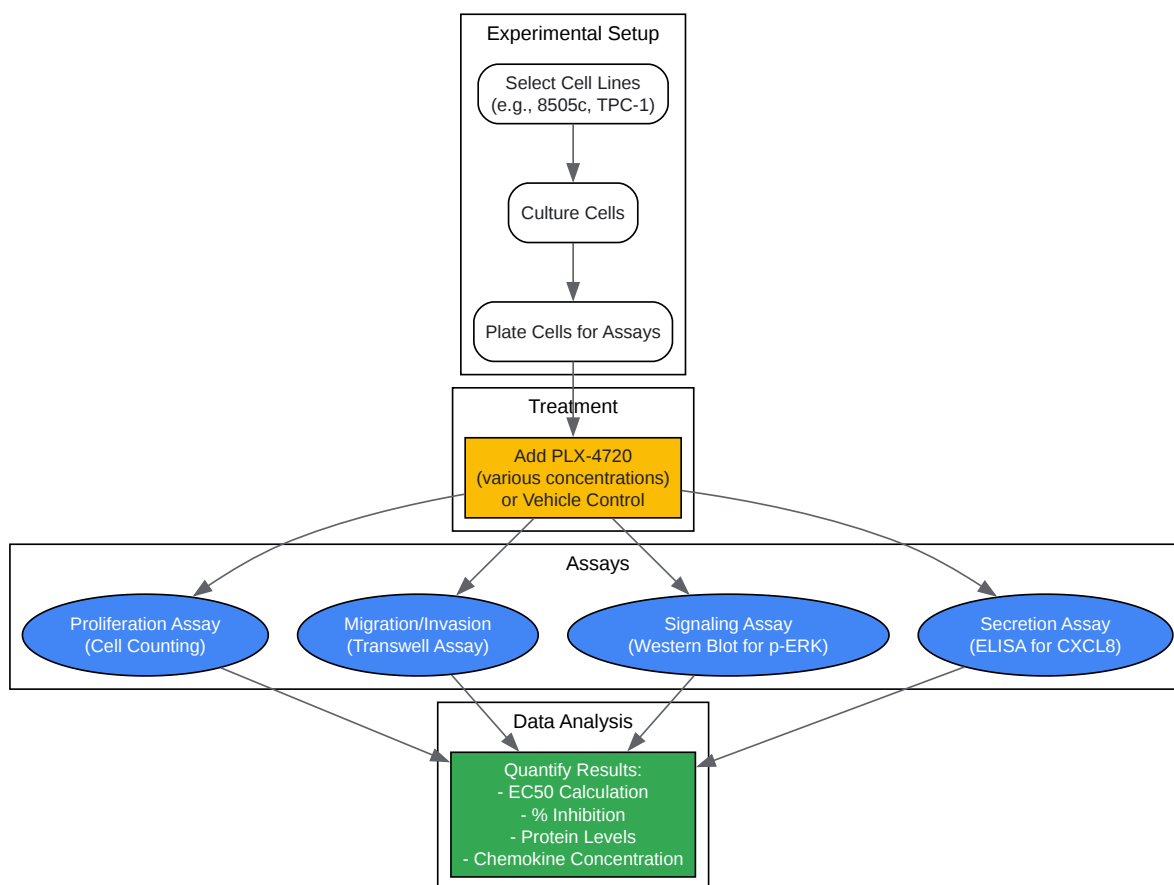 Experimental Setup
Select Cell Lines
(e.g., 8505c, TPC-1)
Culture Cells
Plate Cells for Assays
Treatment
Add PLX-4720
(various concentrations)
or Vehicle Control
Assays
Proliferation Assay
(Cell Counting)
Migration/Invasion
(Transwell Assay)
Signaling Assay
(Western Blot for p-ERK)
Secretion Assay
(ELISA for CXCL8)
Data Analysis
Quantify Results:
- EC50 Calculation
- % Inhibition
- Protein Levels
- Chemokine Concentration